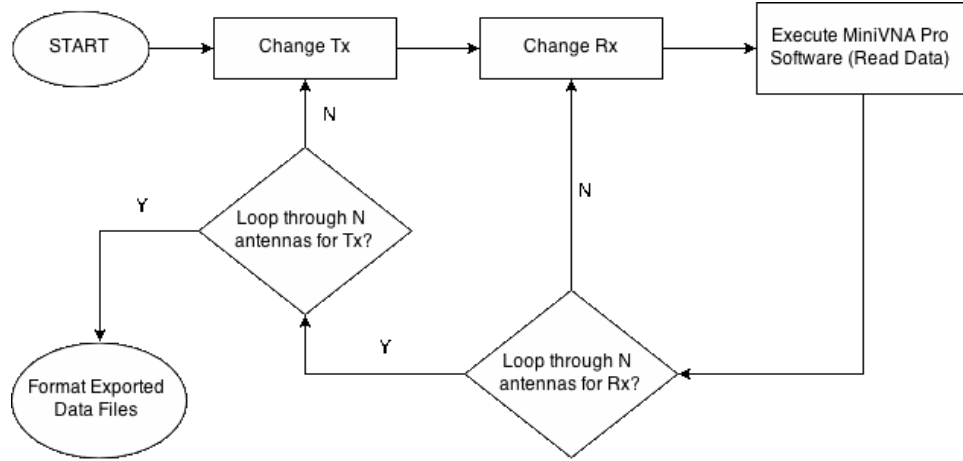 START
Change Tx
Change Rx
Execute MiniVNA Pro
Software (Read Data)
N
N
Y
Loop through N
antennas for Tx?
Y
Loop through N
antennas for Rx?
Format Exported
Data Files